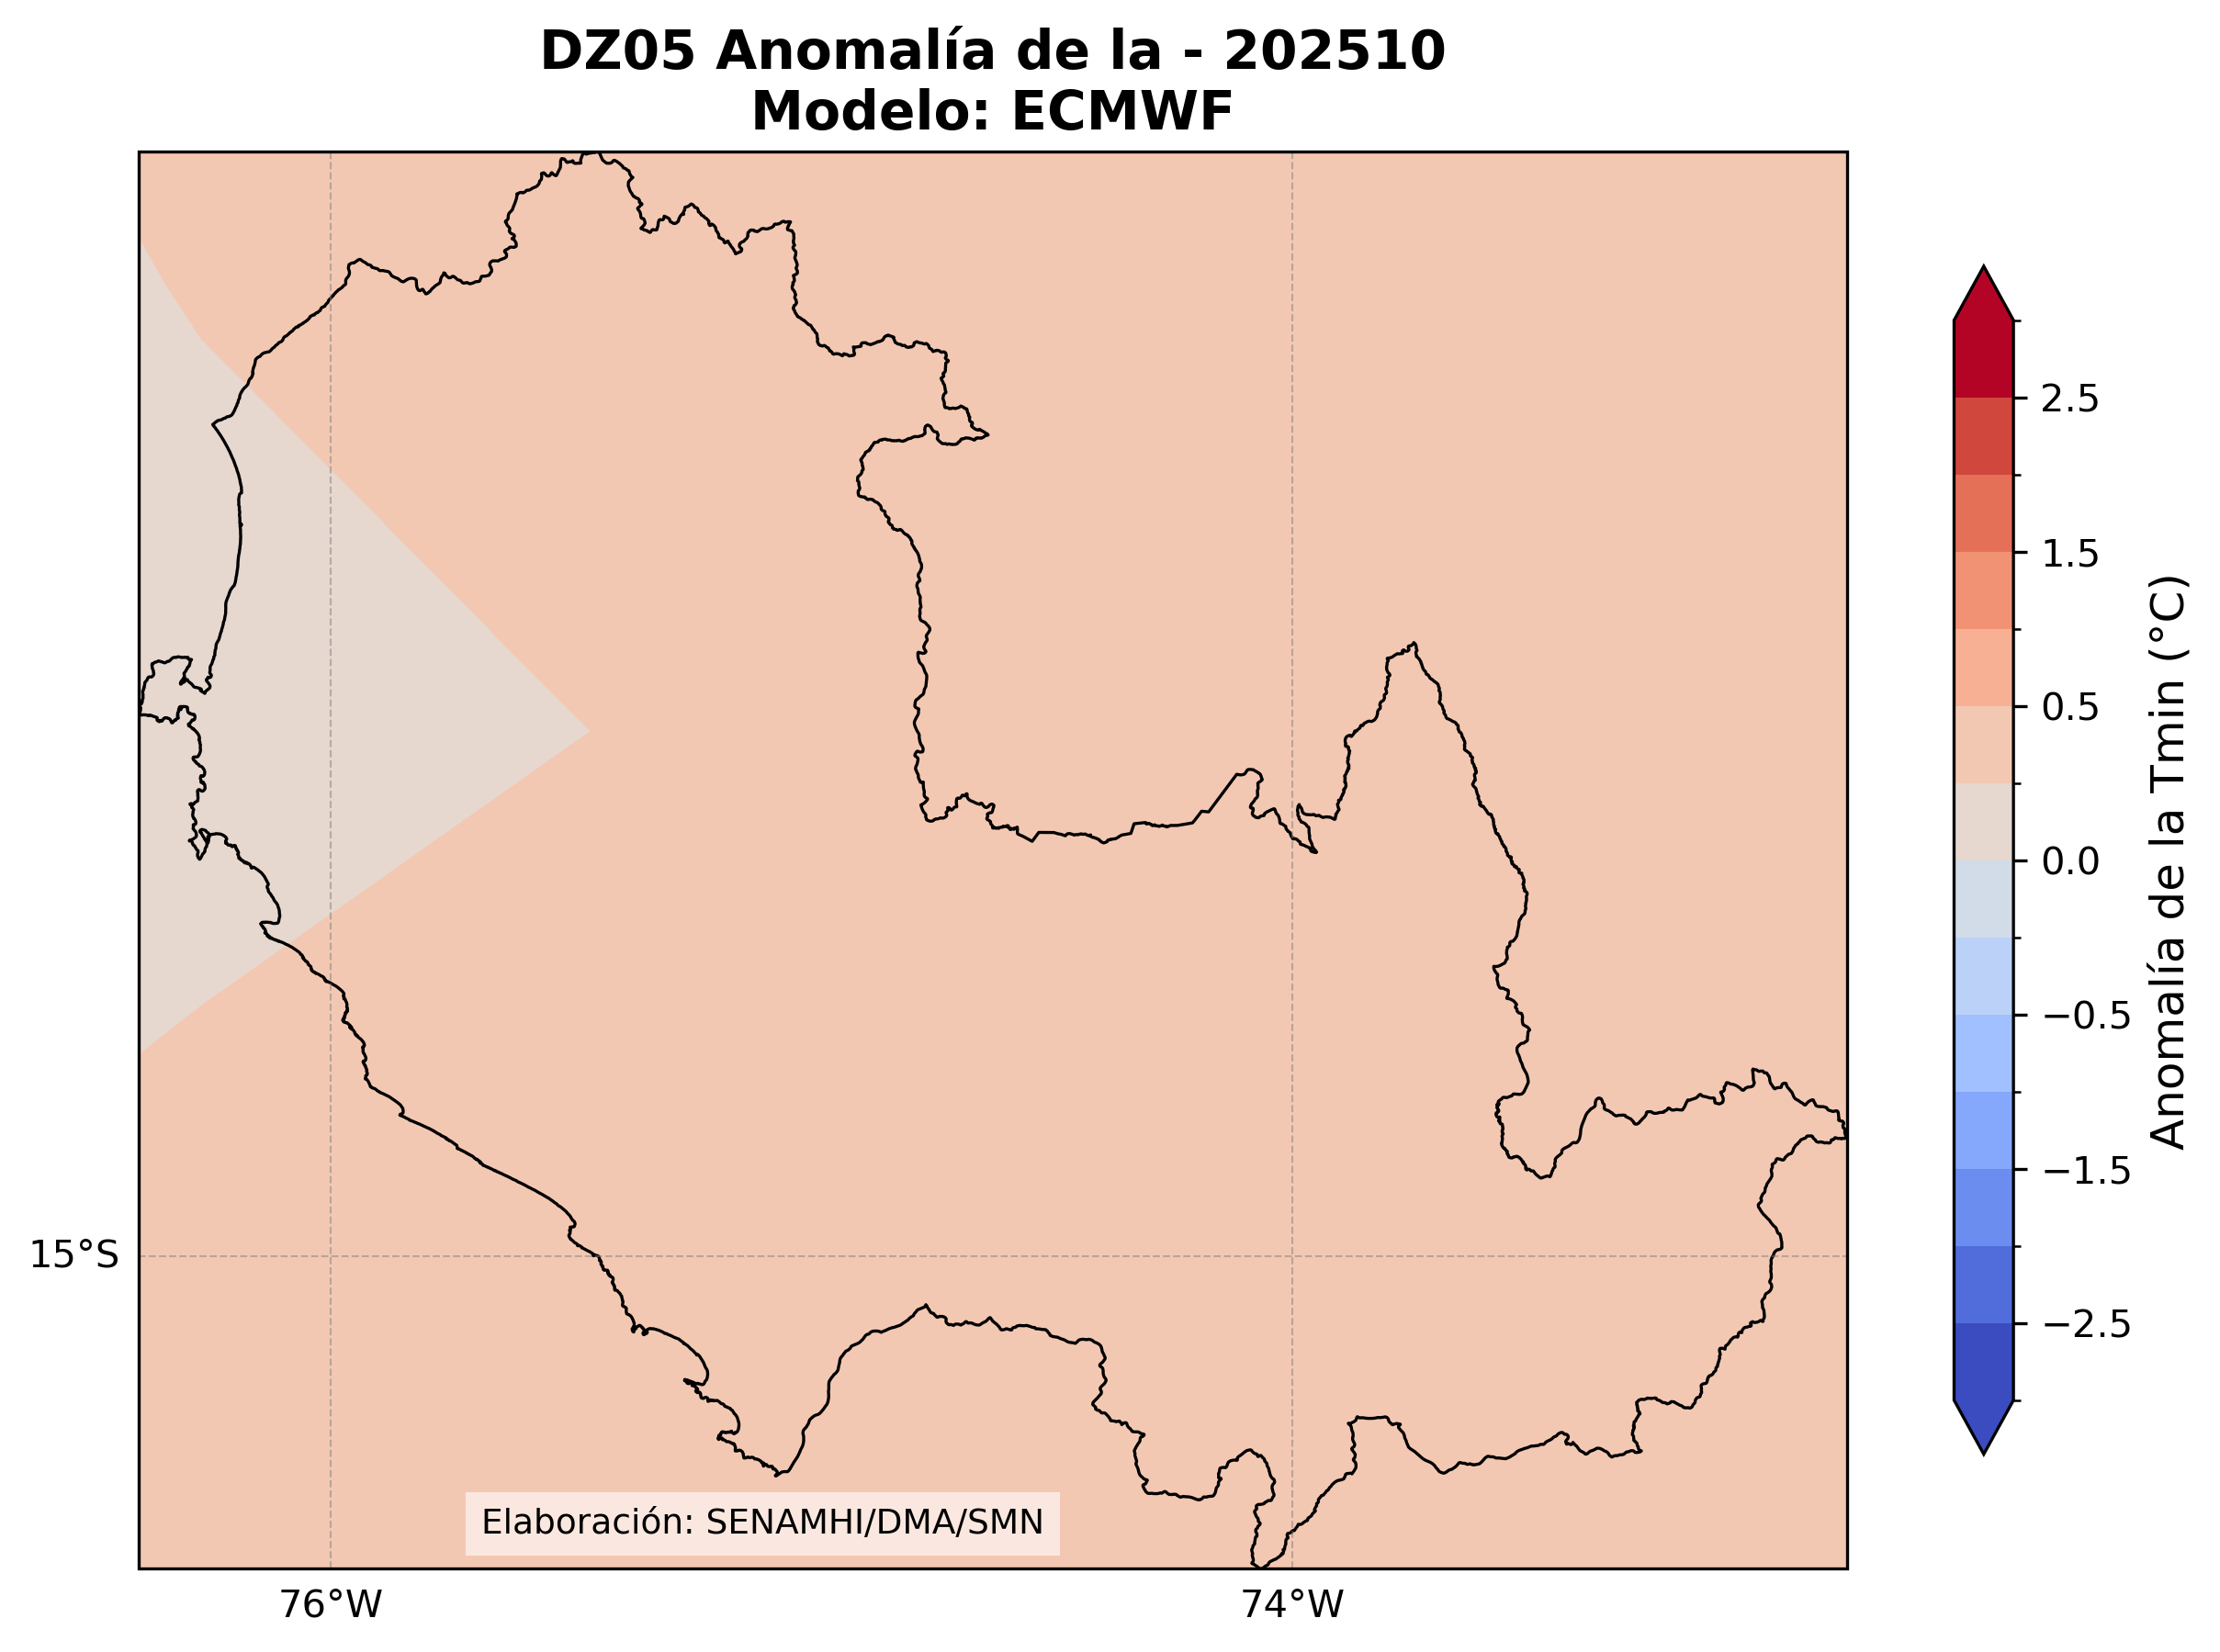 DZ05 Anomalía de la - 202510
Modelo: ECMWF
2.5
1.5
0.5
0.0
−0.5
−1.5
−2.5
Anomalía de la Tmin (°C)
15°S
Elaboración: SENAMHI/DMA/SMN
76°W
74°W